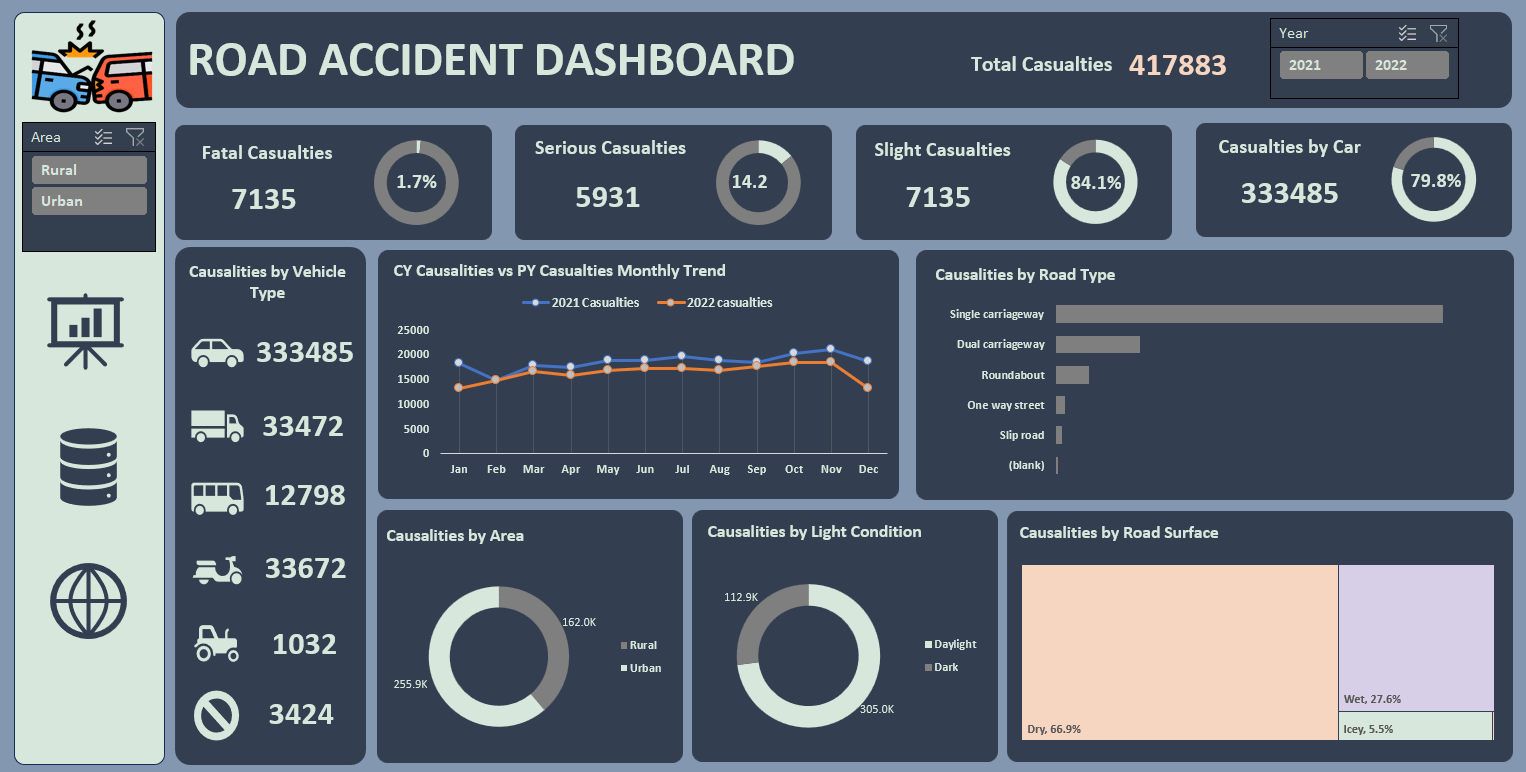 ROAD ACCIDENT DASHBOARD
Total Casualties 417883
Year
2021 2022
Area
Rural
Urban
Fatal Casualties
7135
1.7%
Serious Casualties
5931
14.2
Slight Casualties
7135
84.1%
Casualties by Car
333485
79.8%
Causalities by Vehicle
Type
333485
33472
12798
33672
1032
3424
CY Causalities vs PY Casualties Monthly Trend
2021 Casualties 2022 casualties
25000
20000
15000
10000
5000
0
Jan Feb Mar Apr May Jun Jul Aug Sep Oct Nov Dec
Causalities by Road Type
Single carriageway
Dual carriageway
Roundabout
One way street
Slip road
(blank)
Causalities by Area
162.0K
255.9K
Rural
Urban
Causalities by Light Condition
112.9K
305.0K
Daylight
Dark
Causalities by Road Surface
Dry, 66.9%
Wet, 27.6%
Icey, 5.5%